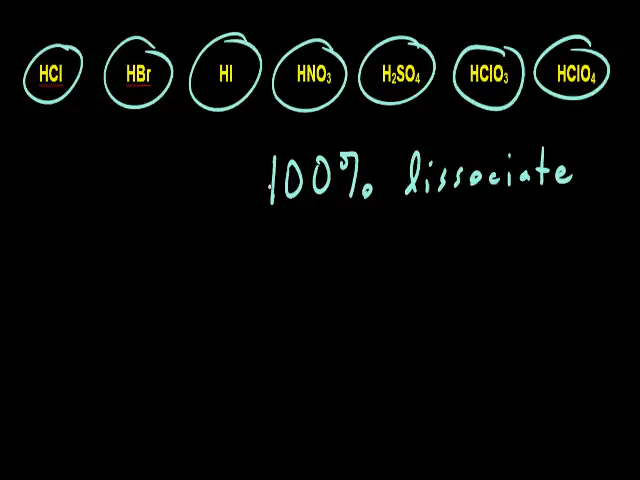 HCl HBr HI HNO₃ H₂SO₄ HClO₃ HClO₄
100% dissociate